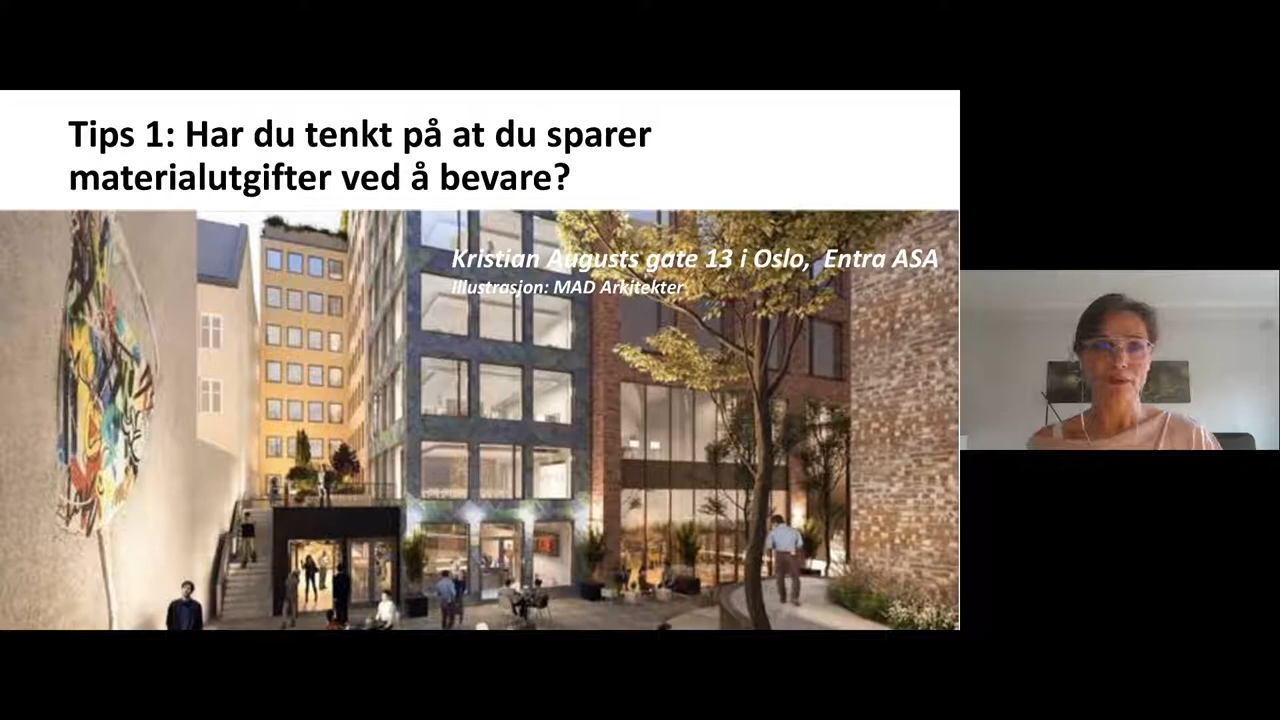 Tips 1: Har du tenkt på at du sparer
materialutgifter ved å bevare?
Kristian Augusts gate 13 i Oslo,  Entra ASA
Illustrasjon: MAD Arkitekter